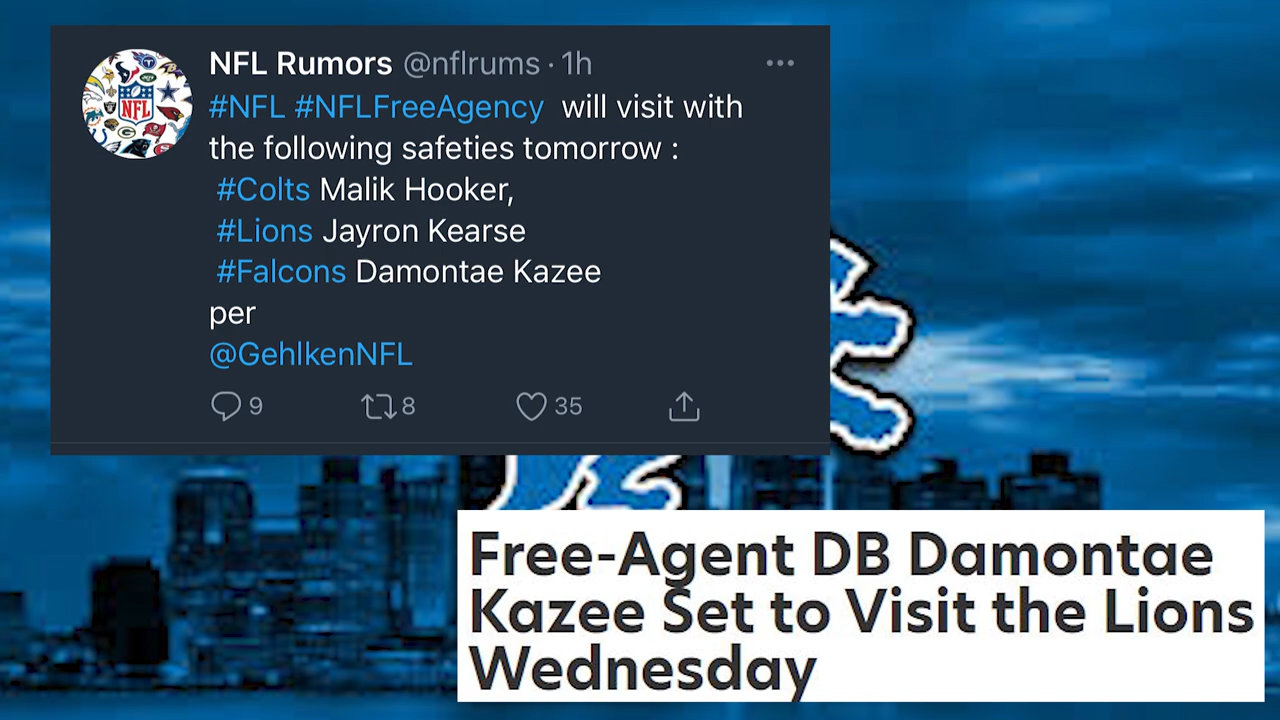 NFL Rumors @nflrums · 1h
#NFL #NFLFreeAgency will visit with
the following safeties tomorrow :
#Colts Malik Hooker,
#Lions Jayron Kearse
#Falcons Damontae Kazee
per
@GehlkenNFL
9 8 35
Free-Agent DB Damontae
Kazee Set to Visit the Lions
Wednesday